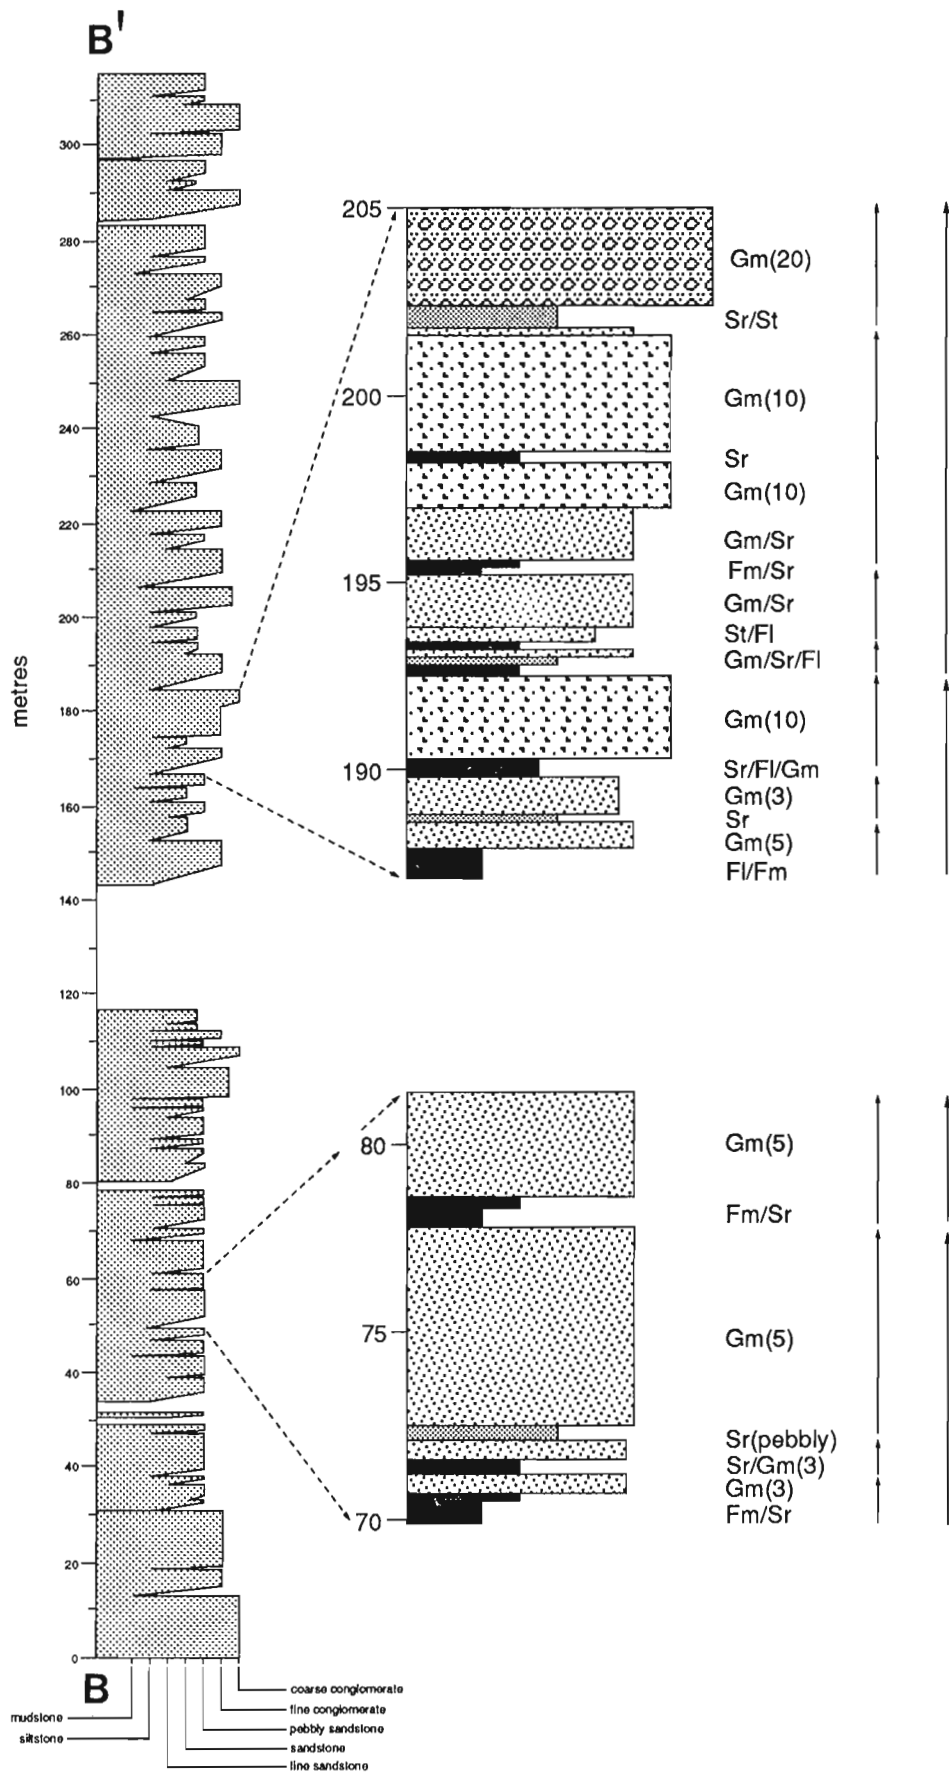 B'
300
280
260
240
220
200
180
160
140
120
100
80
60
40
40
20
0
metres
B
mudstone
siltstone
coarse conglomerate
fine conglomerate
pebbly sandstone
sandstone
fine sandstone
205
200
195
190
Gm(20)
Sr/St
Gm(10)
Sr
Gm(10)
Gm/Sr
Fm/Sr
Gm/Sr
St/Fl
Gm/Sr/Fl
Gm(10)
Sr/Fl/Gm
Gm(3)
Sr
Gm(5)
Fl/Fm
80
75
70
Gm(5)
Fm/Sr
Gm(5)
Sr(pebbly)
Sr/Gm(3)
Gm(3)
Fm/Sr